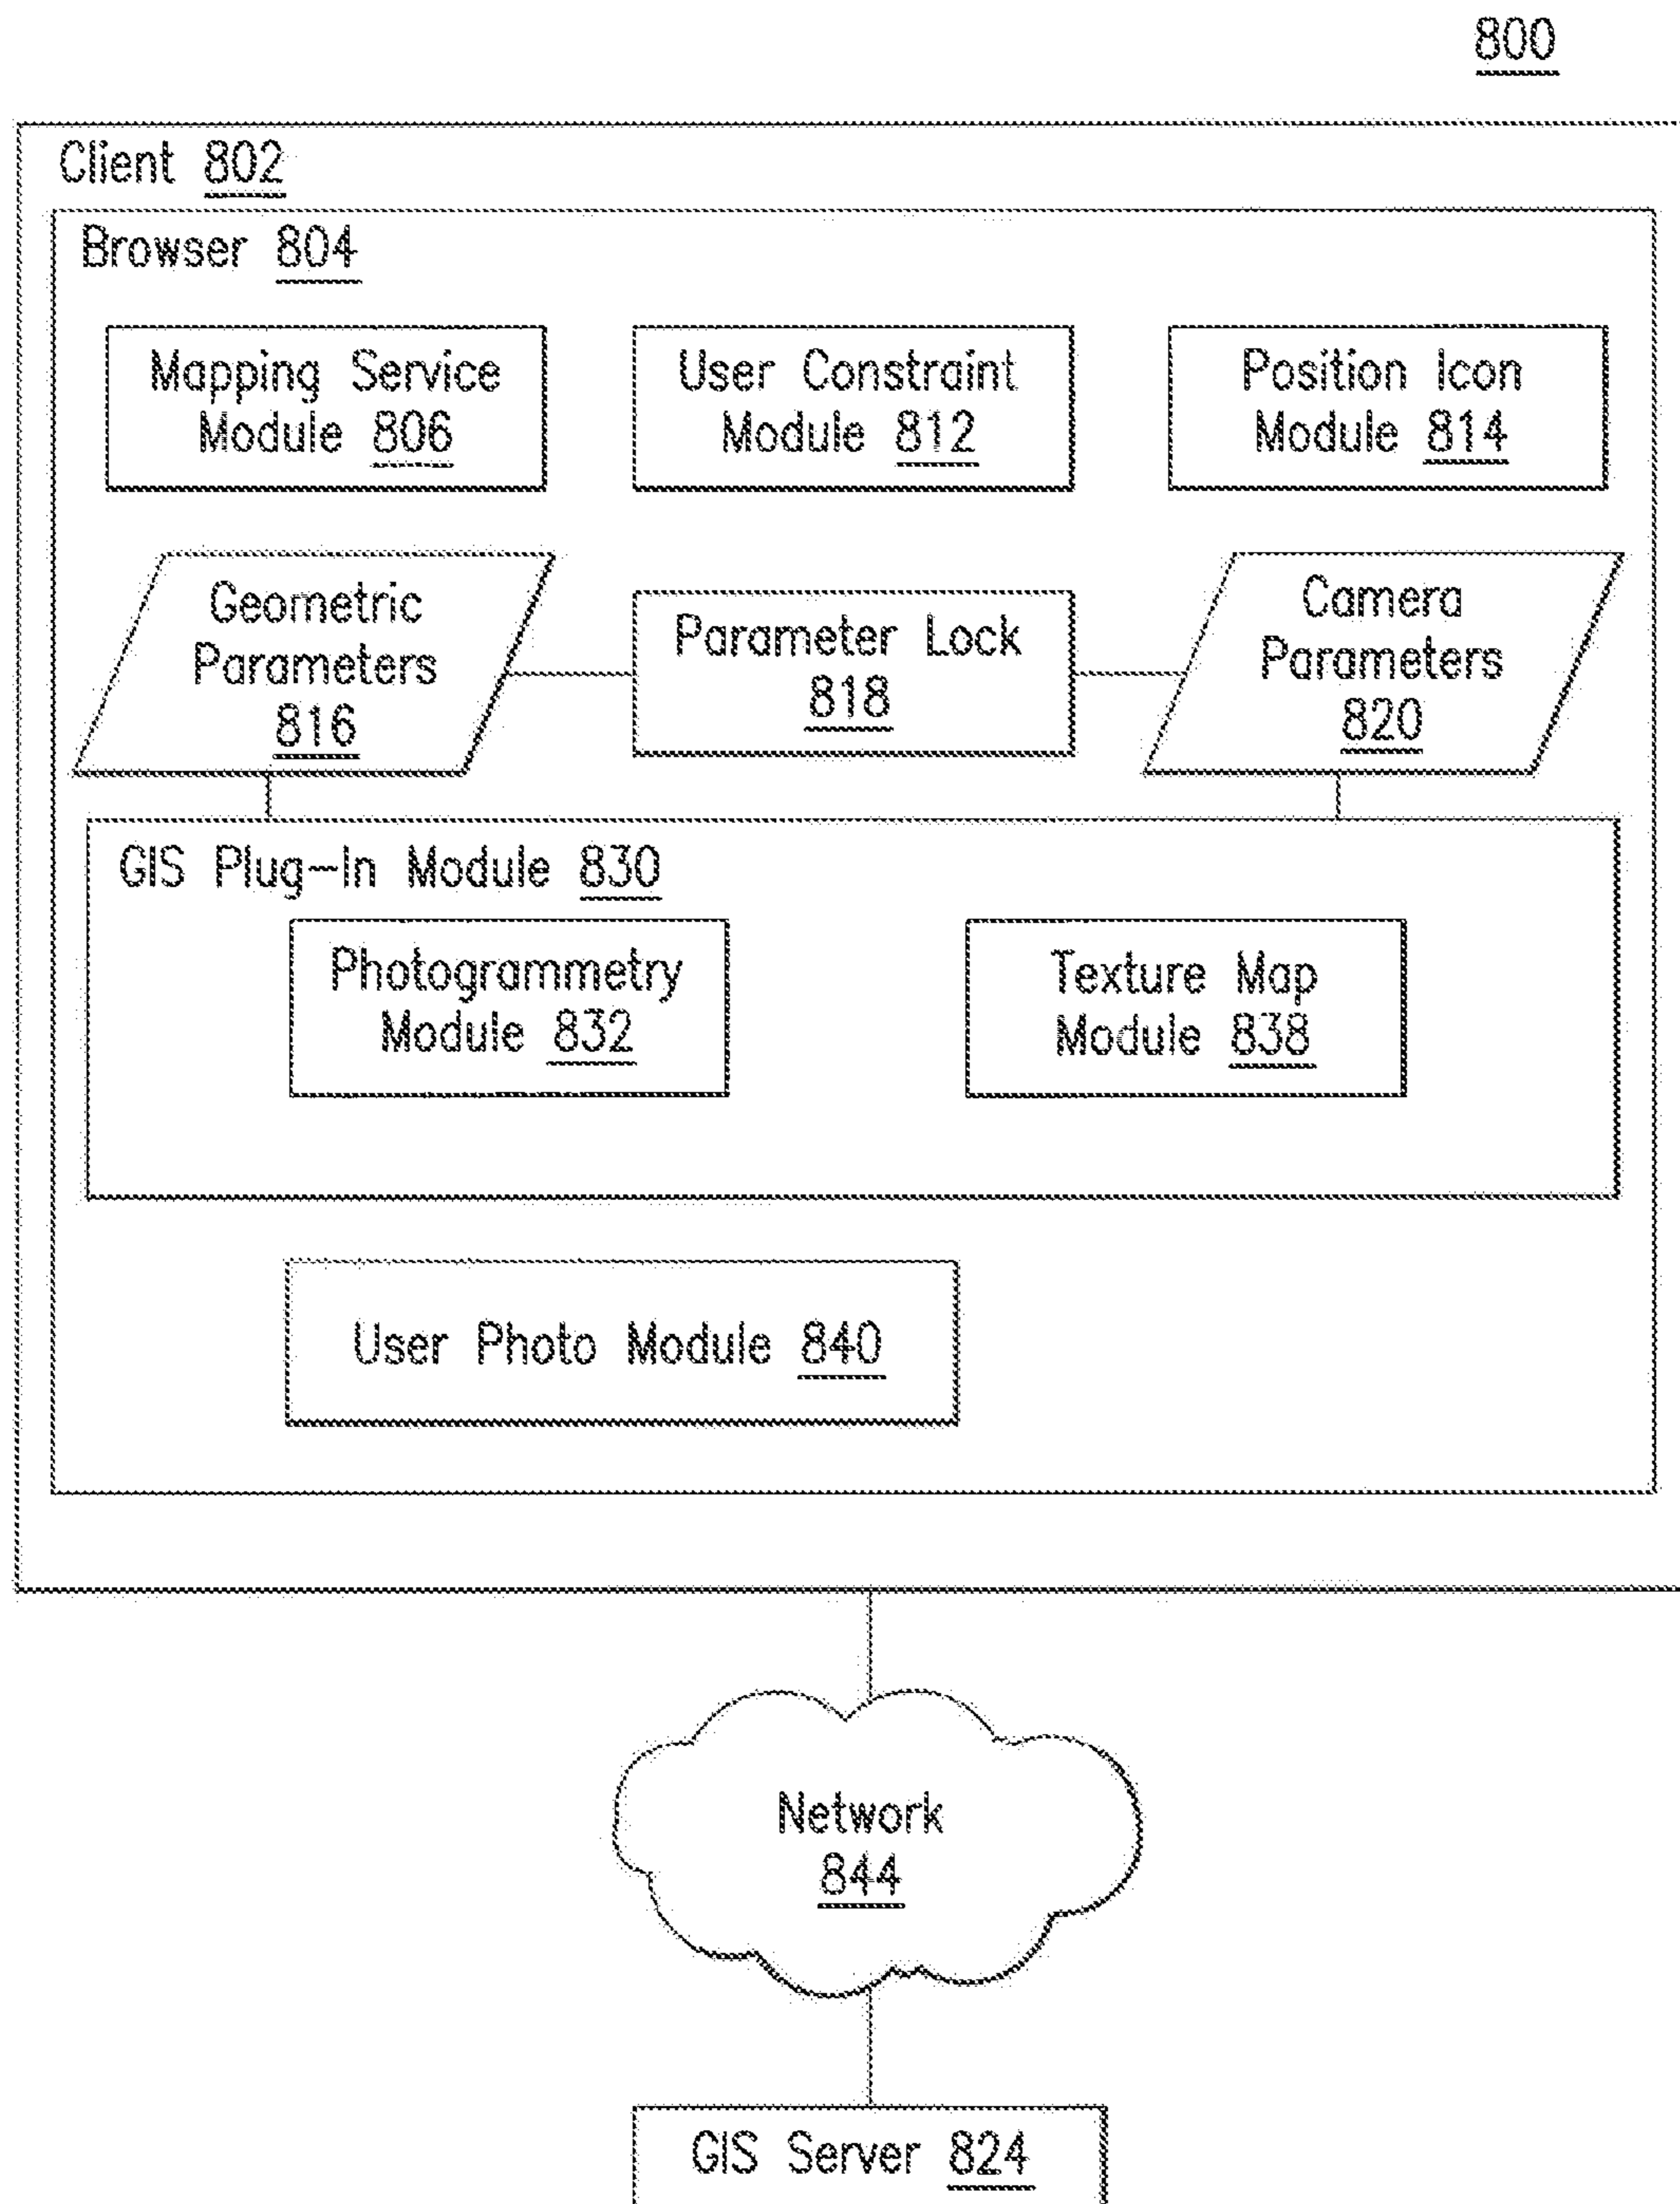 800
Client 802
Browser 804
Mapping Service
Module 806
User Constraint
Module 812
Position Icon
Module 814
Geometric
Parameters
816
Parameter Lock
818
Camera
Parameters
820
GIS Plug-In Module 830
Photogrammetry
Module 832
Texture Map
Module 838
User Photo Module 840
Network
844
GIS Server 824